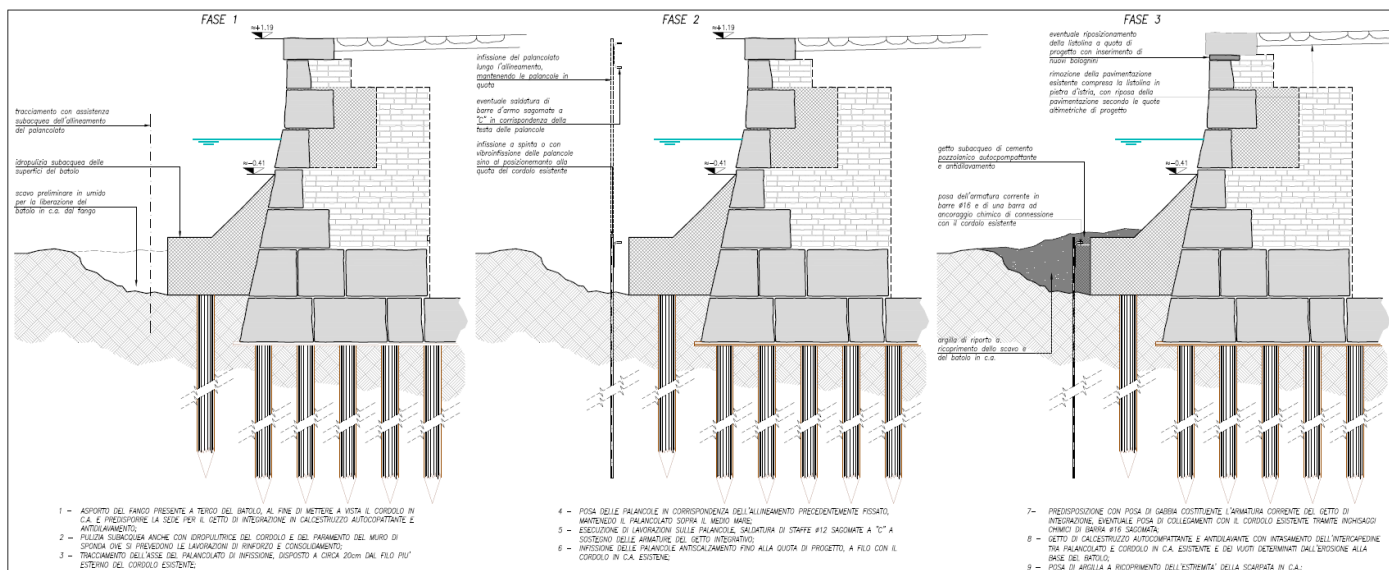 FASE 1
≈+1.19
tracciamento con assistenza
subacquea dell'allineamento
del palancolato
idropulizia subacquea delle
superfici del batolo
scavo preliminare in umido
per la liberazione del
batolo in c.a. dal fango
≈-0.41
1 - ASPORTO DEL FANGO PRESENTE A TERGO DEL BATOLO, AL FINE DI METTERE A VISTA IL CORDOLO IN
C.A. E PREDISPORRE LA SEDE PER IL GETTO DI INTEGRAZIONE IN CALCESTRUZZO AUTOCOPATTANTE E
ANTIDILAVAMENTO;
2 - PULIZIA SUBACQUEA ANCHE CON IDROPULITRICE DEL CORDOLO E DEL PARAMENTO DEL MURO DI
SPONDA OVE SI PREVEDONO LE LAVORAZIONI DI RINFORZO E CONSOLIDAMENTO;
3 - TRACCIAMENTO DELL'ASSE DEL PALANCOLATO DI INFISSIONE, DISPOSTO A CIRCA 20cm DAL FILO PIU'
ESTERNO DEL CORDOLO ESISTENTE;
FASE 2
≈+1.19
infissione del palancolato
lungo l'allineamento,
mantenendo le palancole in
quota
eventuale saldatura di
barre d'armo sagomate a
"C" in corrispondenza della
testa delle palancole
infissione a spinta o con
vibroinfissione delle palancole
sino al posizionemanto alla
quota del cordolo esistente
≈-0.41
4 - POSA DELLE PALANCOLE IN CORRISPONDENZA DELL'ALLINEAMENTO PRECEDENTEMENTE FISSATO,
MANTENEDO IL PALANCOLATO SOPRA IL MEDIO MARE;
5 - ESECUZIONE DI LAVORAZIONI SULLE PALANCOLE, SALDATURA DI STAFFE #12 SAGOMATE A "C" A
SOSTEGNO DELLE ARMATURE DEL GETTO INTEGRATIVO;
6 - INFISSIONE DELLE PALANCOLE ANTISCALZAMENTO FINO ALLA QUOTA DI PROGETTO, A FILO CON IL
CORDOLO IN C.A. ESISTENE;
FASE 3
eventuale riposizionamento
della listolina a quota di
progetto con inserimento di
nuovi bolognini
rimozione della pavimentazione
esistente compresa la listolina in
pietra d'istria, con riposa della
pavimentazione secondo le quote
altimetriche di progetto
getto subacqueo di cemento
pozzolanico autocompattante
e antidilavamento
≈-0.41
posa dell'armatura corrente in
barre #16 e di una barra ad
ancoraggio chimico di connessione
con il cordolo esistente
argilla di riporto a
ricoprimento dello scavo e
del batolo in c.a.
7- PREDISPOSIZIONE CON POSA DI GABBIA COSTITUENTE L'ARMATURA CORRENTE DEL GETTO DI
INTEGRAZIONE, EVENTUALE POSA DI COLLEGAMENTI CON IL CORDOLO ESISTENTE TRAMITE INGHISAGGI
CHIMICI DI BARRA #16 SAGOMATA;
8 - GETTO DI CALCESTRUZZO AUTOCOMPATTANTE E ANTIDILAVANTE CON INTASAMENTO DELL'INTERCAPEDINE
TRA PALANCOLATO E CORDOLO IN C.A. ESISTENTE E DEI VUOTI DETERMINATI DALL'EROSIONE ALLA
BASE DEL BATOLO;
9 - POSA DI ARGILLA A RICOPRIMENTO DELL'ESTREMITA' DELLA SCARPATA IN C.A.;